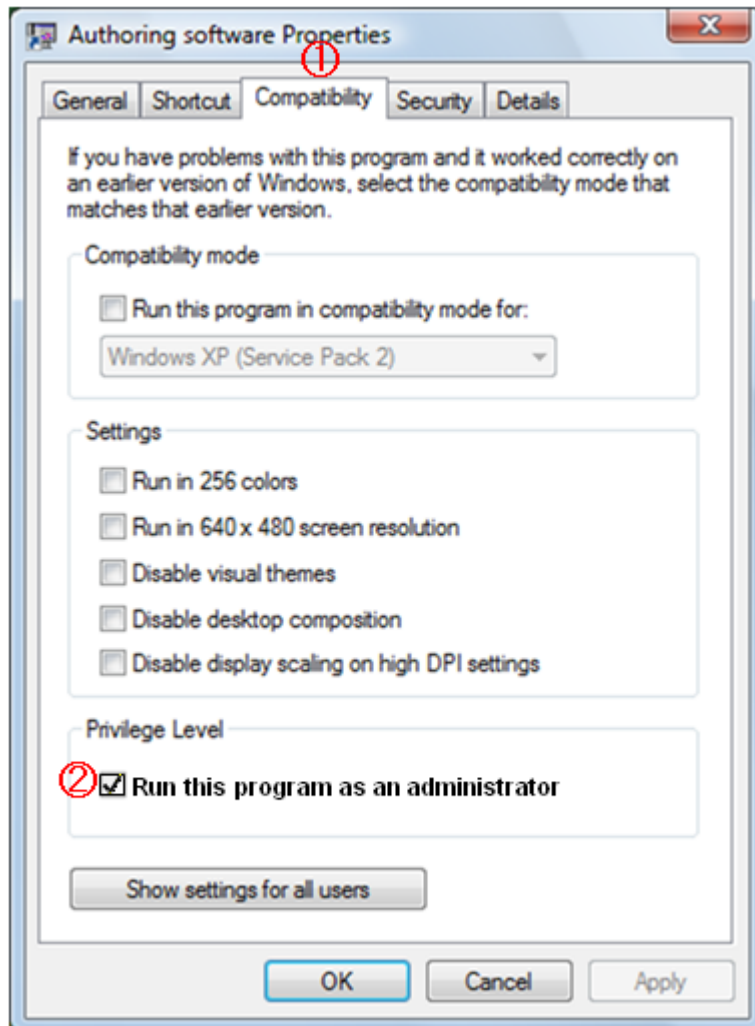 Authoring software Properties
①
General Shortcut Compatibility Security Details
If you have problems with this program and it worked correctly on
an earlier version of Windows, select the compatibility mode that
matches that earlier version.
Compatibility mode
Run this program in compatibility mode for:
Windows XP (Service Pack 2)
Settings
Run in 256 colors
Run in 640 x 480 screen resolution
Disable visual themes
Disable desktop composition
Disable display scaling on high DPI settings
Privilege Level
② Run this program as an administrator
Show settings for all users
OK Cancel Apply